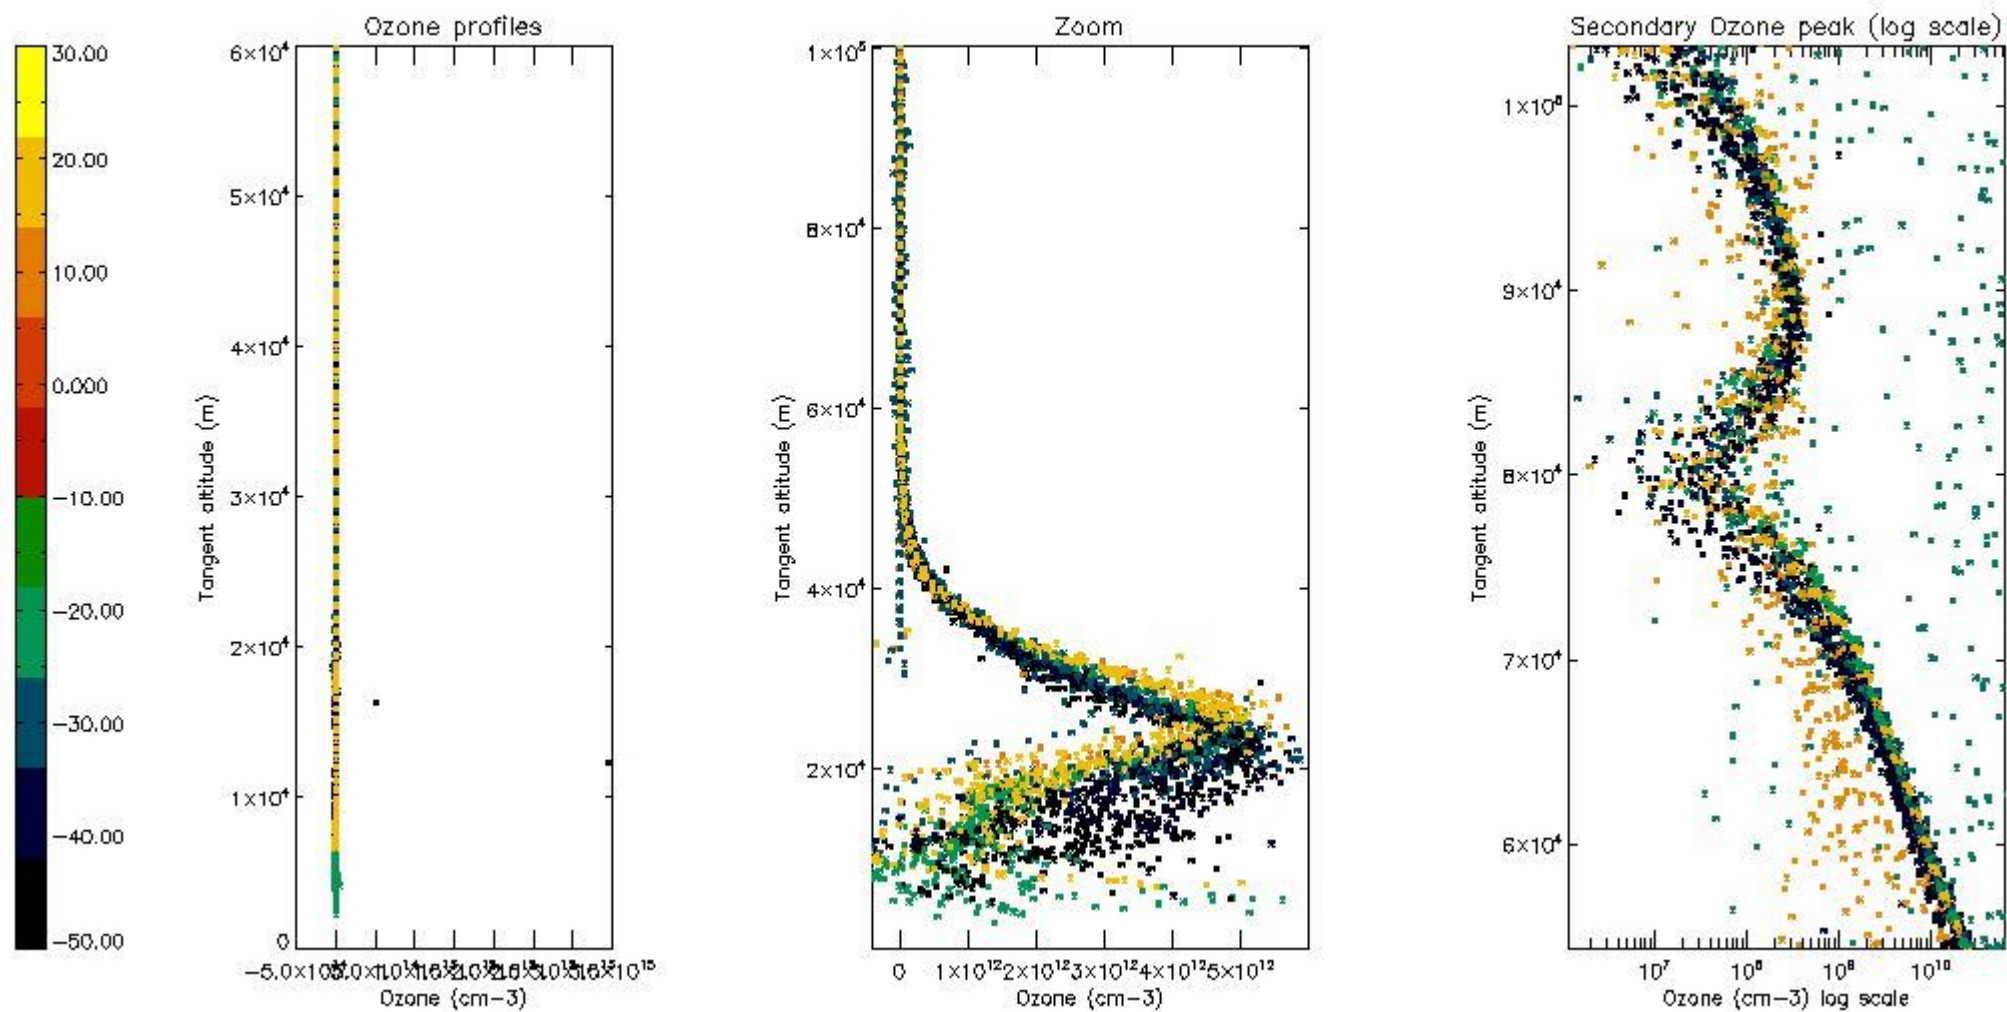 Ozone profiles
Zoom
Secondary Ozone peak (log scale)
30.00
20.00
10.00
0.000
−10.00
−20.00
−30.00
−40.00
−50.00
Tangent altitude (m)
6×10⁴
5×10⁴
4×10⁴
3×10⁴
2×10⁴
1×10⁴
0
Ozone (cm−3)
Tangent altitude (m)
1×10⁵
8×10⁴
6×10⁴
4×10⁴
2×10⁴
0 1×10¹² 2×10¹² 3×10¹² 4×10¹² 5×10¹²
Ozone (cm−3)
Tangent altitude (m)
9×10⁴
8×10⁴
7×10⁴
6×10⁴
10⁷ 10⁸ 10⁹ 10¹⁰
Ozone (cm−3) log scale